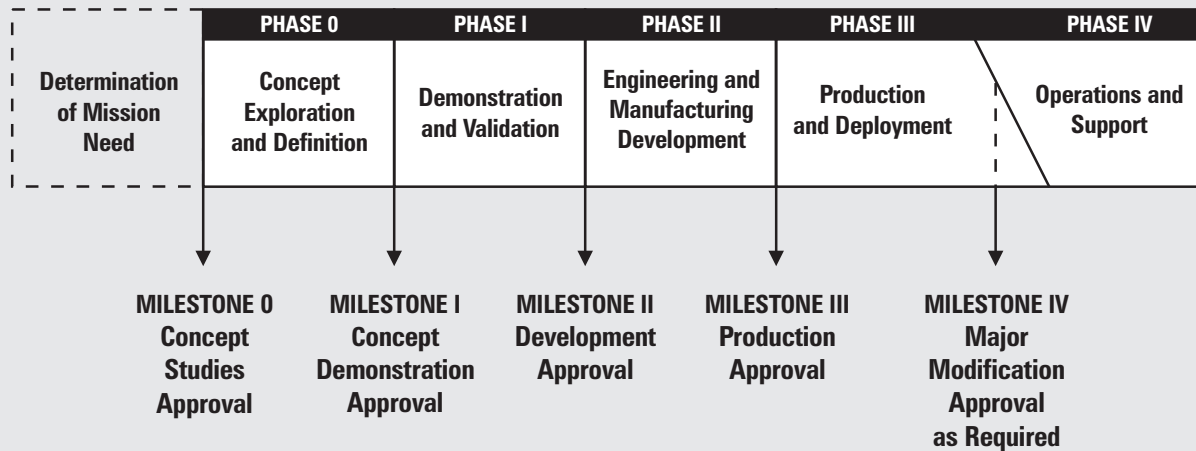 PHASE 0
PHASE I
PHASE II
PHASE III
PHASE IV
Determination
of Mission
Need
Concept
Exploration
and Definition
Demonstration
and Validation
Engineering and
Manufacturing
Development
Production
and Deployment
Operations and
Support
MILESTONE 0
Concept
Studies
Approval
MILESTONE I
Concept
Demonstration
Approval
MILESTONE II
Development
Approval
MILESTONE III
Production
Approval
MILESTONE IV
Major
Modification
Approval
as Required